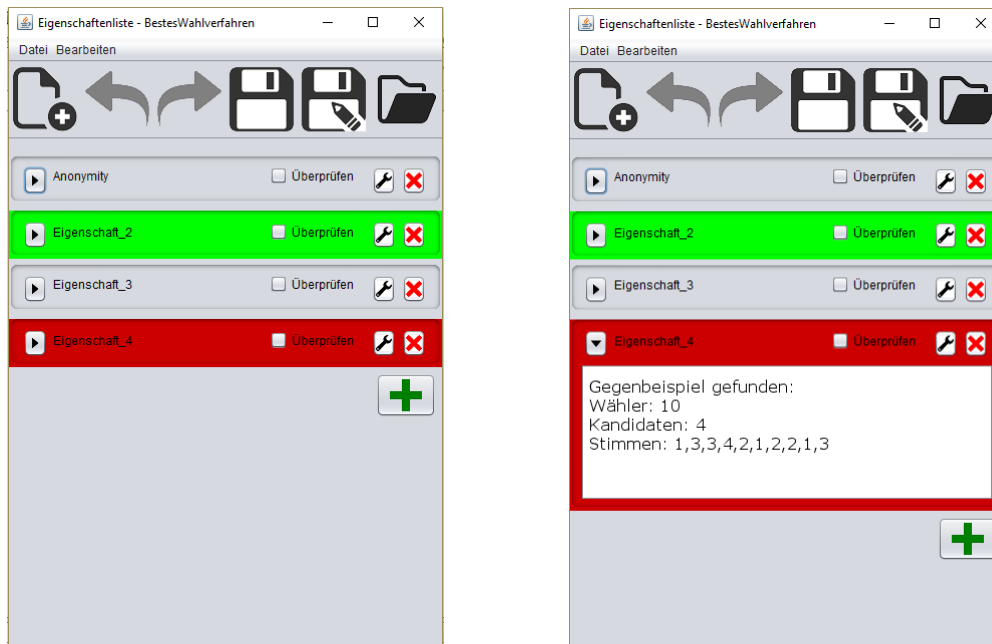 Eigenschaftenliste - BestesWahlverfahren
Datei Bearbeiten
Anonymity Überprüfen
Eigenschaft_2 Überprüfen
Eigenschaft_3 Überprüfen
Eigenschaft_4 Überprüfen
Eigenschaftenliste - BestesWahlverfahren
Datei Bearbeiten
Anonymity Überprüfen
Eigenschaft_2 Überprüfen
Eigenschaft_3 Überprüfen
Eigenschaft_4 Überprüfen
Gegenbeispiel gefunden:
Wähler: 10
Kandidaten: 4
Stimmen: 1,3,3,4,2,1,2,2,1,3